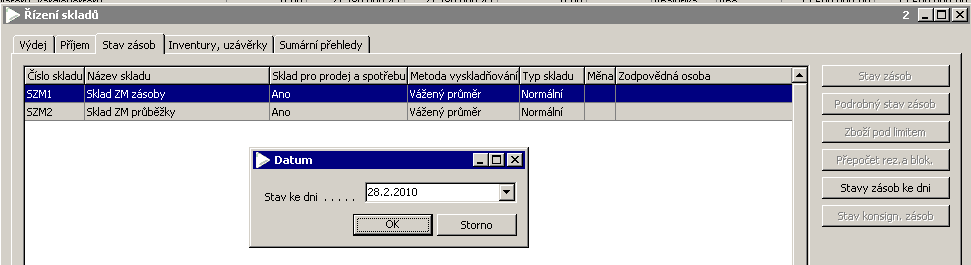 Řízení skladů 2
Výdej Příjem Stav zásob Inventury, uzávěrky Sumární přehledy
Číslo skladu Název skladu Sklad pro prodej a spotřebu Metoda vyskladňování Typ skladu Měna Zodpovědná osoba
SZM1 Sklad ZM zásoby Ano Vážený průměr Normální
SZM2 Sklad ZM průběžky Ano Vážený průměr Normální
Stav zásob
Podrobný stav zásob
Zboží pod limitem
Přepočet rez.a blok.
Stavy zásob ke dni
Stav konsign. zásob
Datum
Stav ke dni . . . . . 28.2.2010
OK Storno